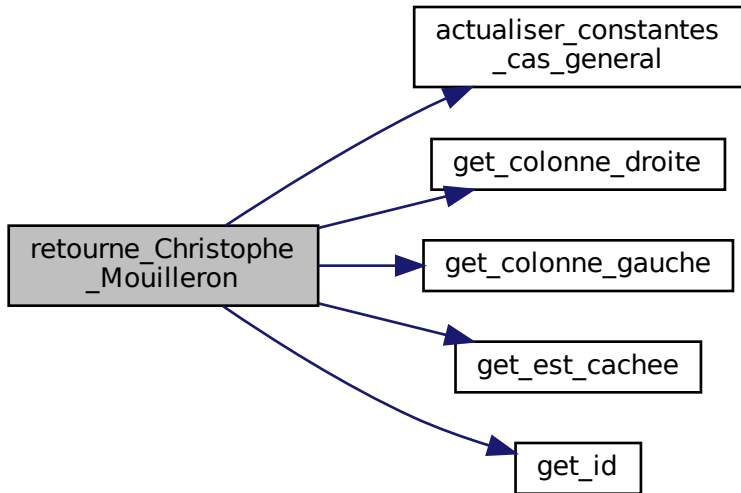 retourne_Christophe
_Mouilleron
actualiser_constantes
_cas_general
get_colonne_droite
get_colonne_gauche
get_est_cachee
get_id